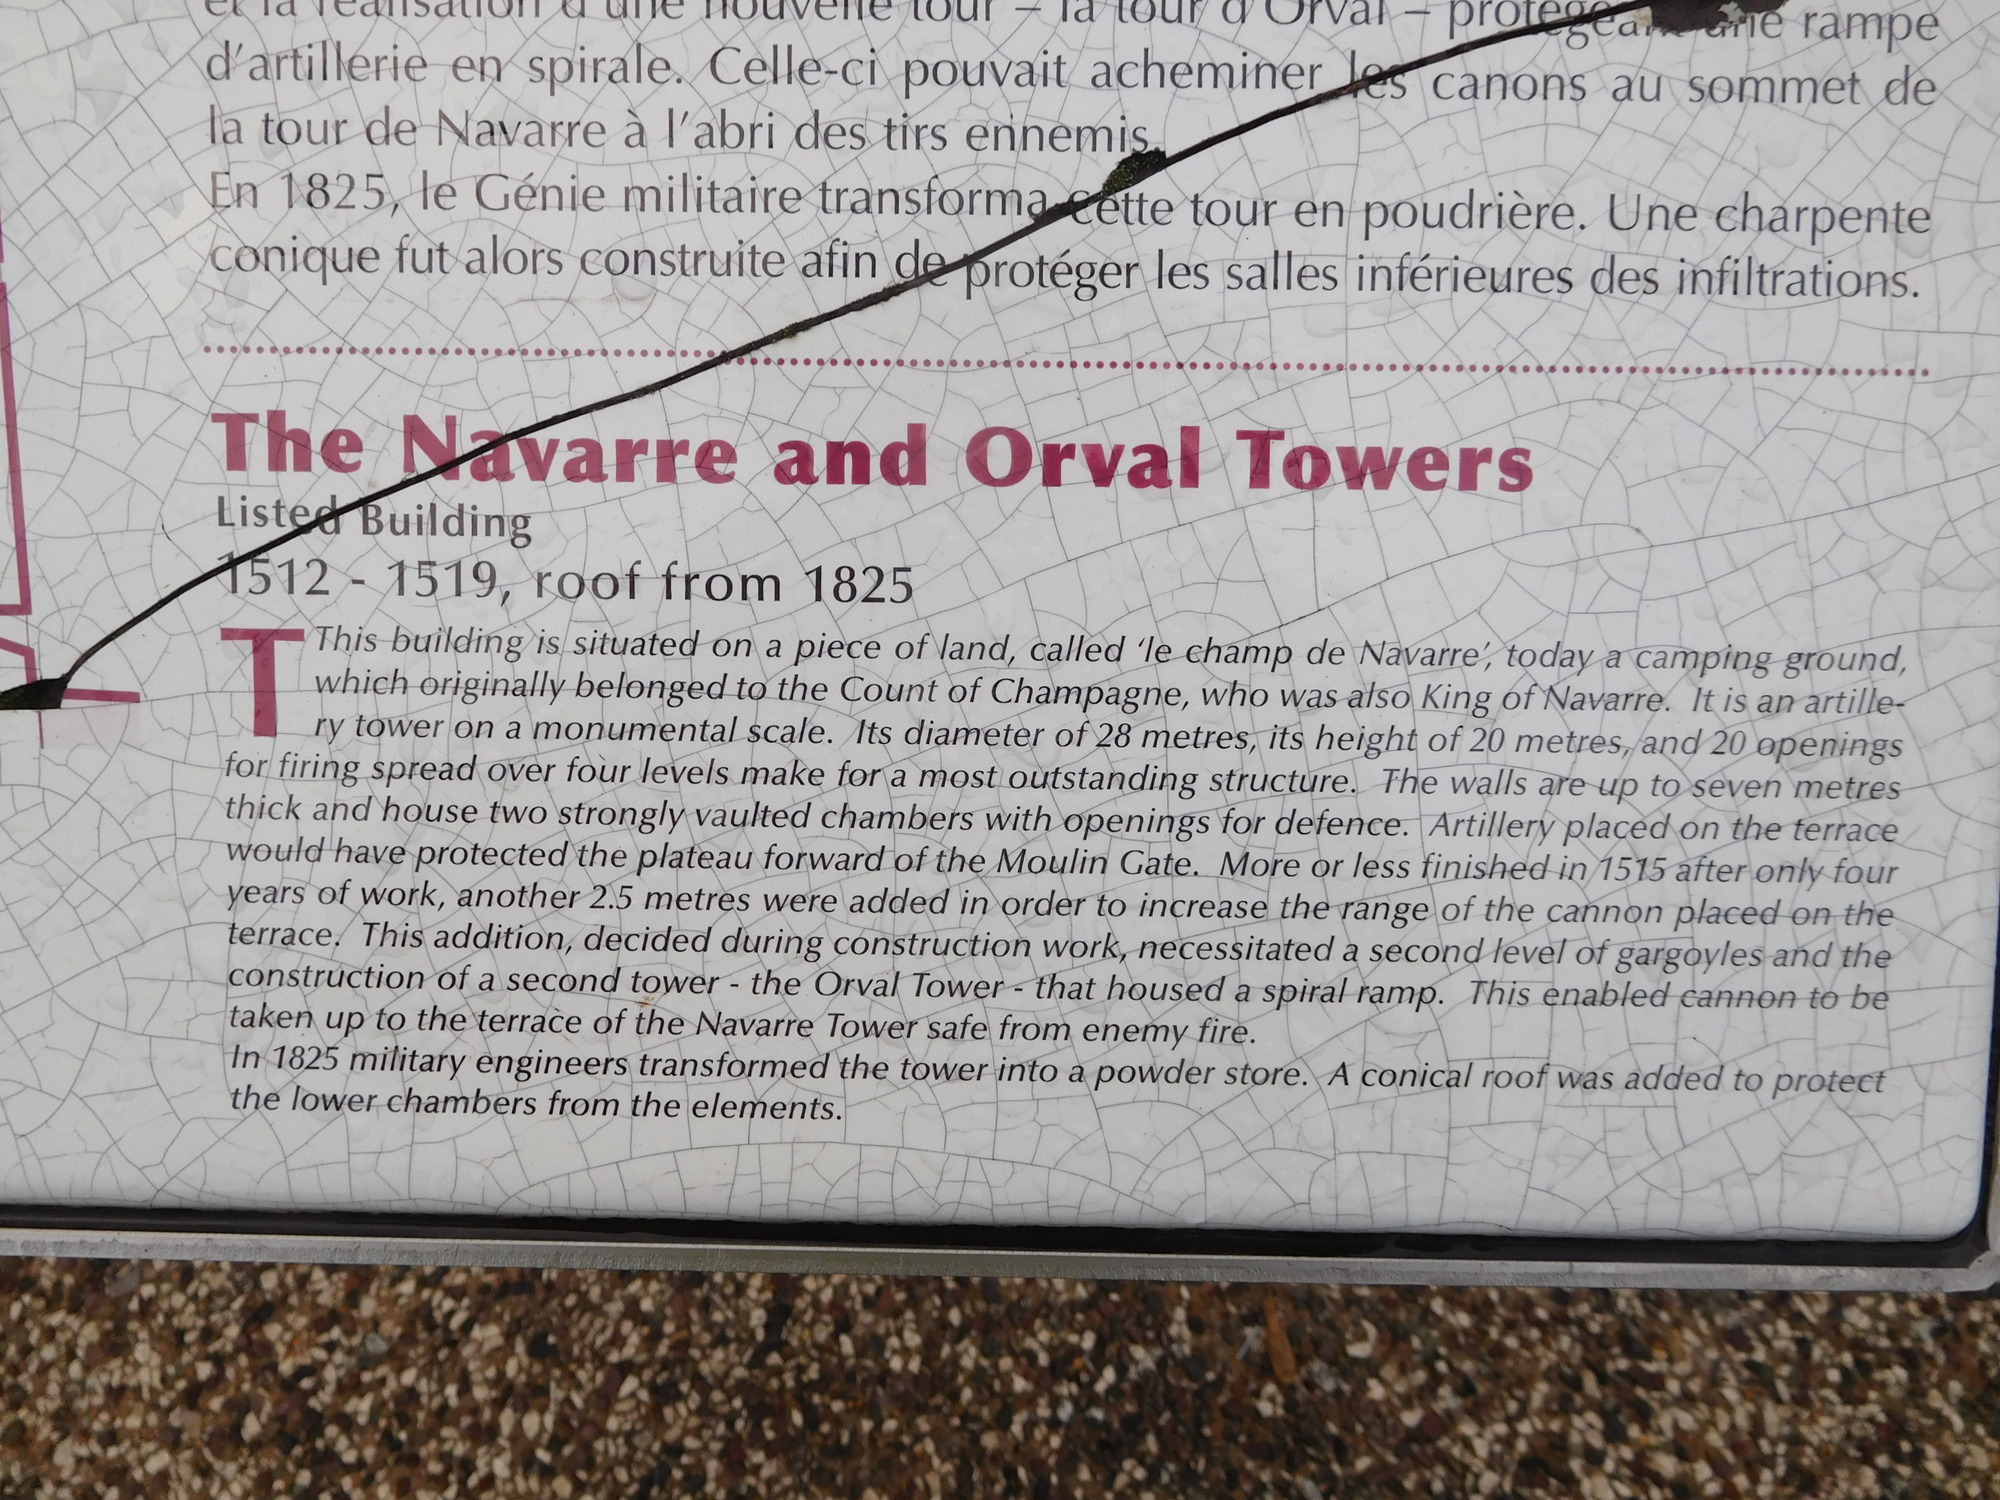 et la réalisation d'une nouvelle tour – la tour d'Orval – protégeant une rampe
d'artillerie en spirale. Celle-ci pouvait acheminer les canons au sommet de
la tour de Navarre à l'abri des tirs ennemis.
En 1825, le Génie militaire transforma cette tour en poudrière. Une charpente
conique fut alors construite afin de protéger les salles inférieures des infiltrations.
The Navarre and Orval Towers
Listed Building
1512 - 1519, roof from 1825
T This building is situated on a piece of land, called ‘le champ de Navarre’, today a camping ground,
which originally belonged to the Count of Champagne, who was also King of Navarre. It is an artille-
ry tower on a monumental scale. Its diameter of 28 metres, its height of 20 metres, and 20 openings
for firing spread over four levels make for a most outstanding structure. The walls are up to seven metres
thick and house two strongly vaulted chambers with openings for defence. Artillery placed on the terrace
would have protected the plateau forward of the Moulin Gate. More or less finished in 1515 after only four
years of work, another 2.5 metres were added in order to increase the range of the cannon placed on the
terrace. This addition, decided during construction work, necessitated a second level of gargoyles and the
construction of a second tower - the Orval Tower - that housed a spiral ramp. This enabled cannon to be
taken up to the terrace of the Navarre Tower safe from enemy fire.
In 1825 military engineers transformed the tower into a powder store. A conical roof was added to protect
the lower chambers from the elements.